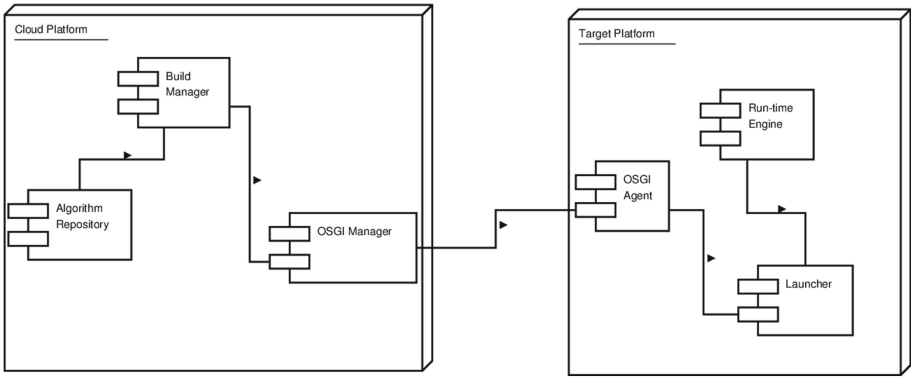 Cloud Platform
Build
Manager
Algorithm
Repository
OSGI Manager
Target Platform
Run-time
Engine
OSGI
Agent
Launcher